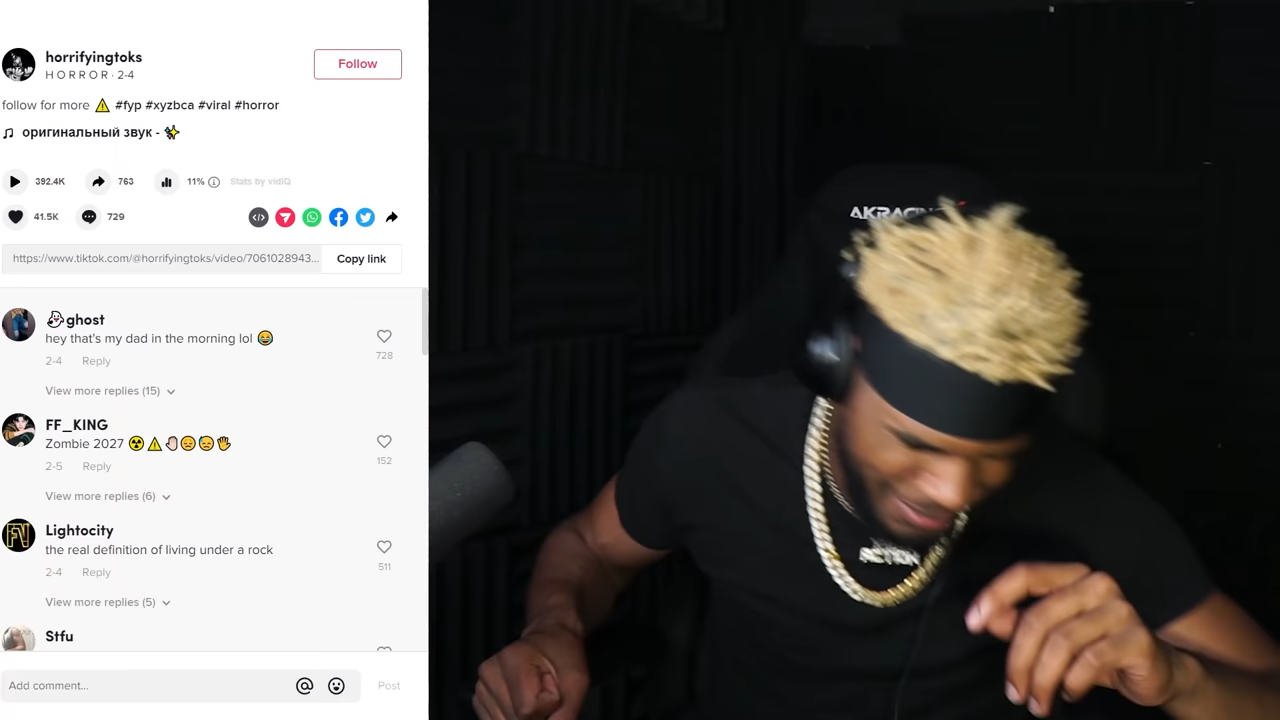 horrifyingtoks
H O R R O R · 2-4
Follow
follow for more ⚠️ #fyp #xyzbca #viral #horror
♫ оригинальный звук - ✨
392.4K
763
11%
Stats by vidIQ
41.5K
729
https://www.tiktok.com/@horrifyingtoks/video/7061028943...
Copy link
👻ghost
hey that's my dad in the morning lol 😂
728
2-4 Reply
View more replies (15)
FF_KING
Zombie 2027 ☢️⚠️🤚🏻😞😓🤚
152
2-5 Reply
View more replies (6)
Lightocity
the real definition of living under a rock
511
2-4 Reply
View more replies (5)
Stfu
Add comment...
Post
AKRACING